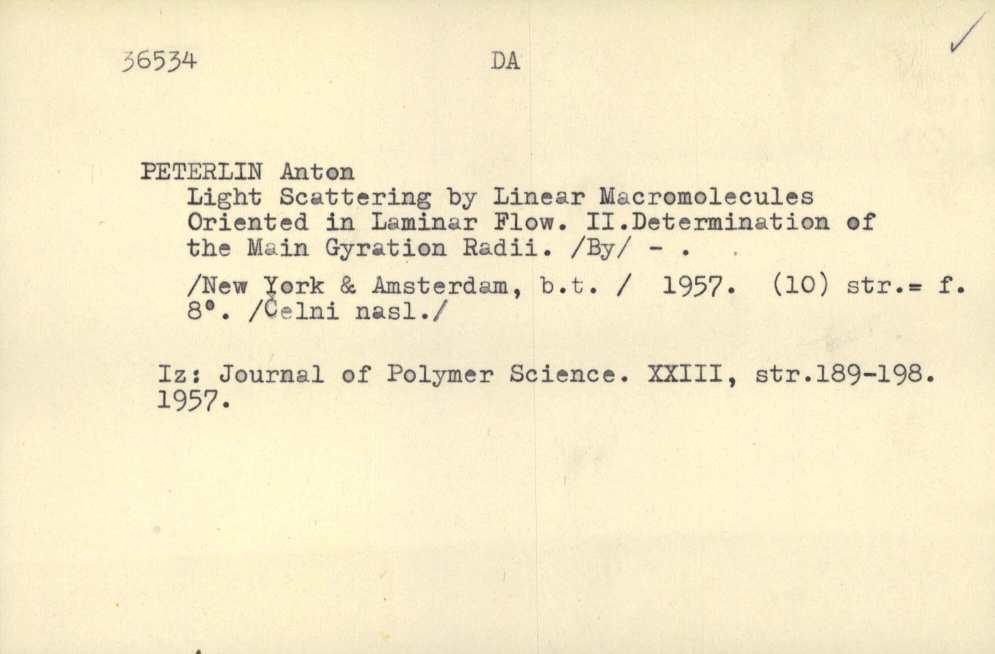 36534 DA
PETERLIN Anton
Light Scattering by Linear Macromolecules
Oriented in Laminar Flow. II.Determination of
the Main Gyration Radii. /By/ - .
/New York & Amsterdam, b.t. / 1957. (10) str.= f.
8°. /Čelni nasl./
Iz: Journal of Polymer Science. XXIII, str.189-198.
1957.